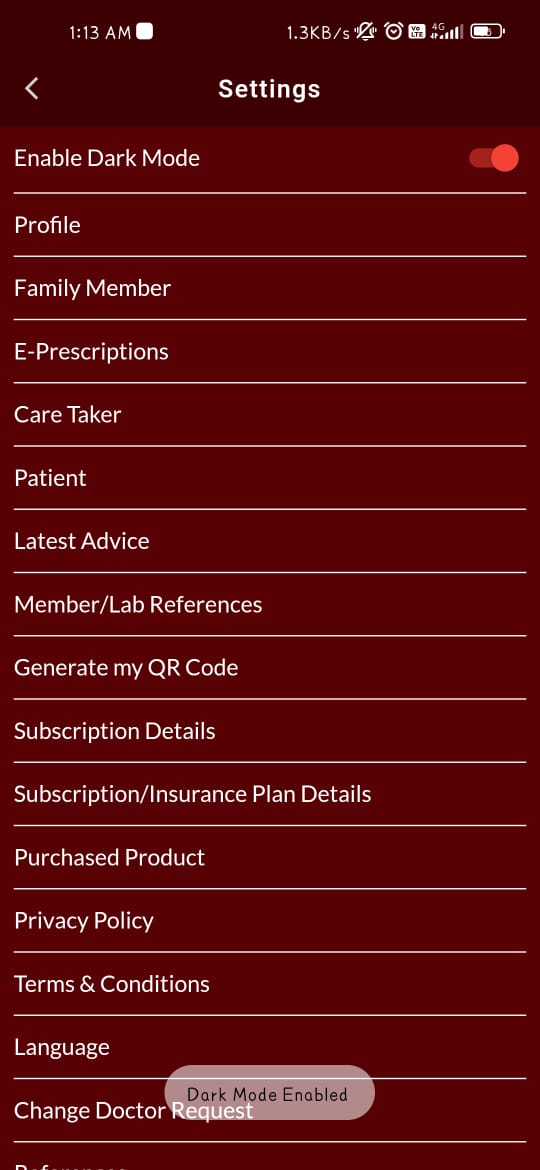 1:13 AM 1.3KB/s Vo LTE 4G
Settings
Enable Dark Mode
Profile
Family Member
E-Prescriptions
Care Taker
Patient
Latest Advice
Member/Lab References
Generate my QR Code
Subscription Details
Subscription/Insurance Plan Details
Purchased Product
Privacy Policy
Terms & Conditions
Language
Dark Mode Enabled
Change Doctor Request